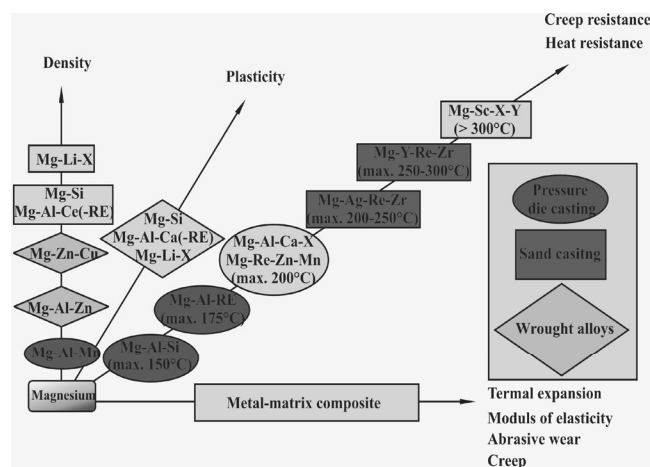 Creep resistance
Heat resistance
Density
Plasticity
Mg-Sc-X-Y
(> 300°C)
Mg-Y-Re-Zr
(max. 250-300°C)
Mg-Li-X
Mg-Si
Mg-Al-Ce(-RE)
Mg-Ag-Re-Zr
(max. 200-250°C)
Pressure
die casting
Mg-Si
Mg-Al-Ca(-RE)
Mg-Li-X
Mg-Zn-Cu
Mg-Al-Ca-X
Mg-Re-Zn-Mn
(max. 200°C)
Sand casitng
Mg-Al-Zn
Mg-Al-RE
(max. 175°C)
Wrought alloys
Mg-Al-Mn
Mg-Al-Si
(max. 150°C)
Magnesium
Metal-matrix composite
Termal expansion
Moduls of elasticity
Abrasive wear
Creep